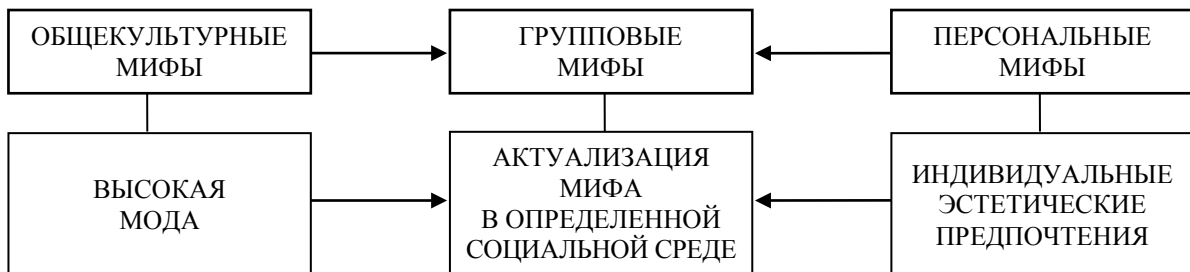 ОБЩЕКУЛЬТУРНЫЕ
МИФЫ
ГРУППОВЫЕ
МИФЫ
ПЕРСОНАЛЬНЫЕ
МИФЫ
ВЫСОКАЯ
МОДА
АКТУАЛИЗАЦИЯ
МИФА
В ОПРЕДЕЛЕННОЙ
СОЦИАЛЬНОЙ СРЕДЕ
ИНДИВИДУАЛЬНЫЕ
ЭСТЕТИЧЕСКИЕ
ПРЕДПОЧТЕНИЯ